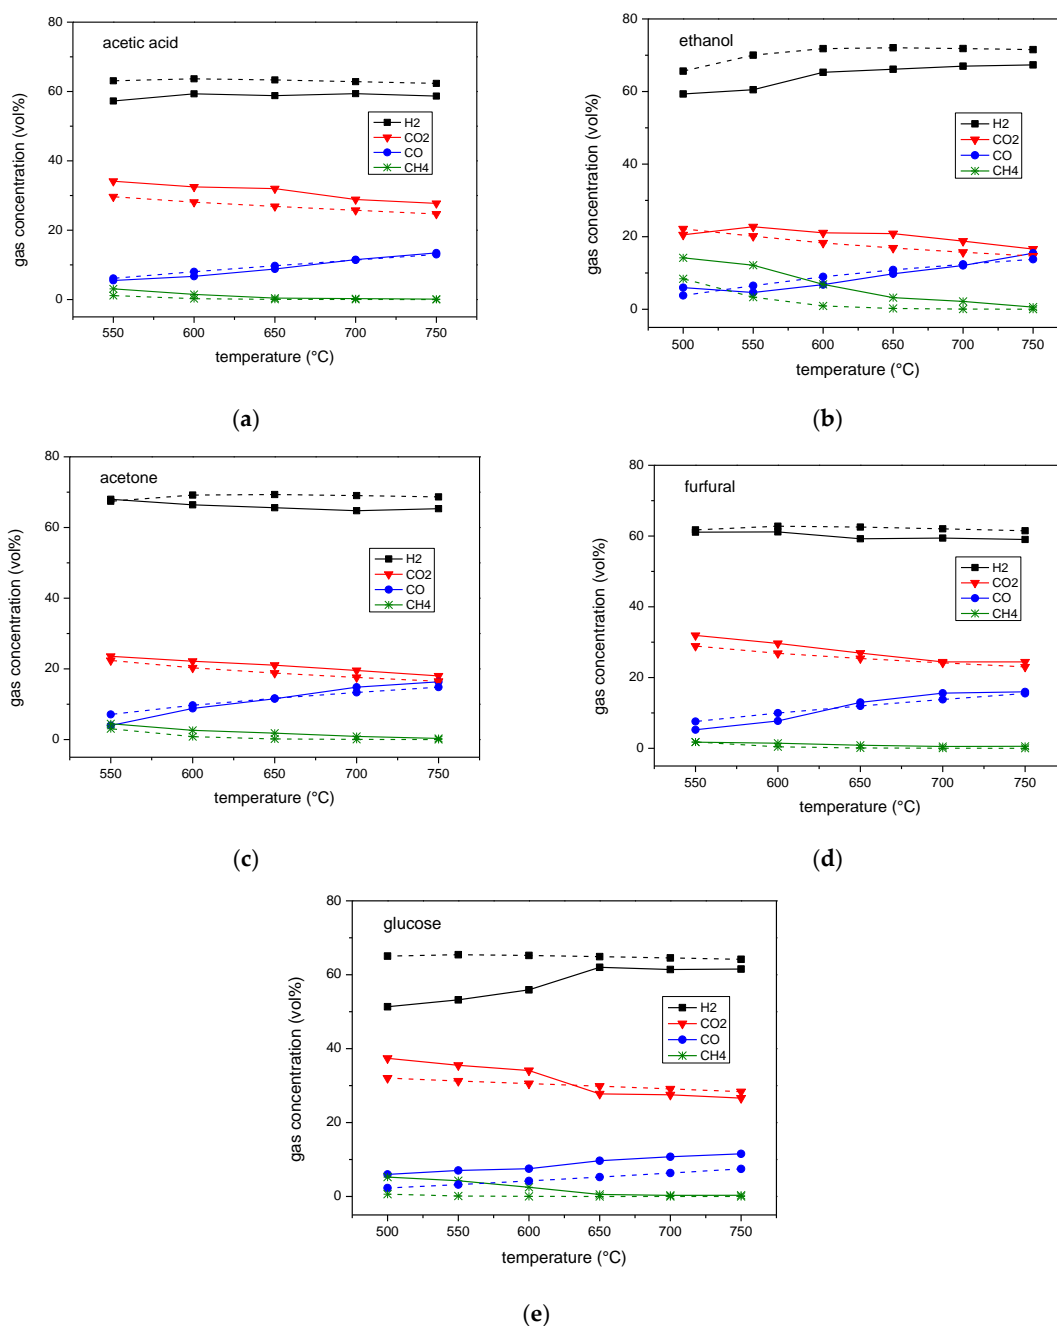 acetic acid
gas concentration (vol%)
80
60
40
20
0
H2
CO2
CO
CH4
550 600 650 700 750
temperature (°C)
(a)
ethanol
gas concentration (vol%)
80
60
40
20
0
H2
CO2
CO
CH4
500 550 600 650 700 750
temperature (°C)
(b)
acetone
gas concentration (vol%)
80
60
40
20
0
H2
CO2
CO
CH4
550 600 650 700 750
temperature (°C)
(c)
furfural
gas concentration (vol%)
80
60
40
20
0
H2
CO2
CO
CH4
550 600 650 700 750
temperature (°C)
(d)
glucose
gas concentration (vol%)
80
60
40
20
0
H2
CO2
CO
CH4
500 550 600 650 700 750
temperature (°C)
(e)